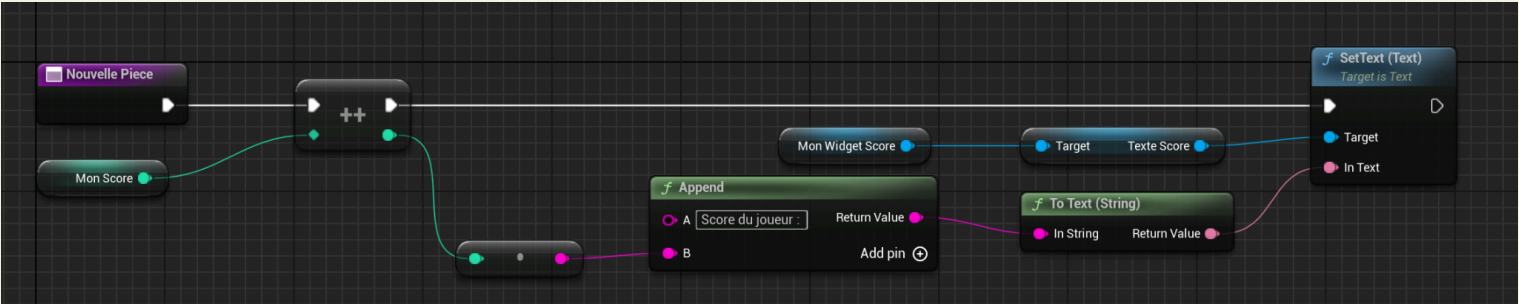 Nouvelle Piece
++
Mon Score
Mon Widget Score
Target Texte Score
f SetText (Text)
Target is Text
Target
In Text
f Append
A Score du joueur : Return Value
B Add pin
f To Text (String)
In String Return Value